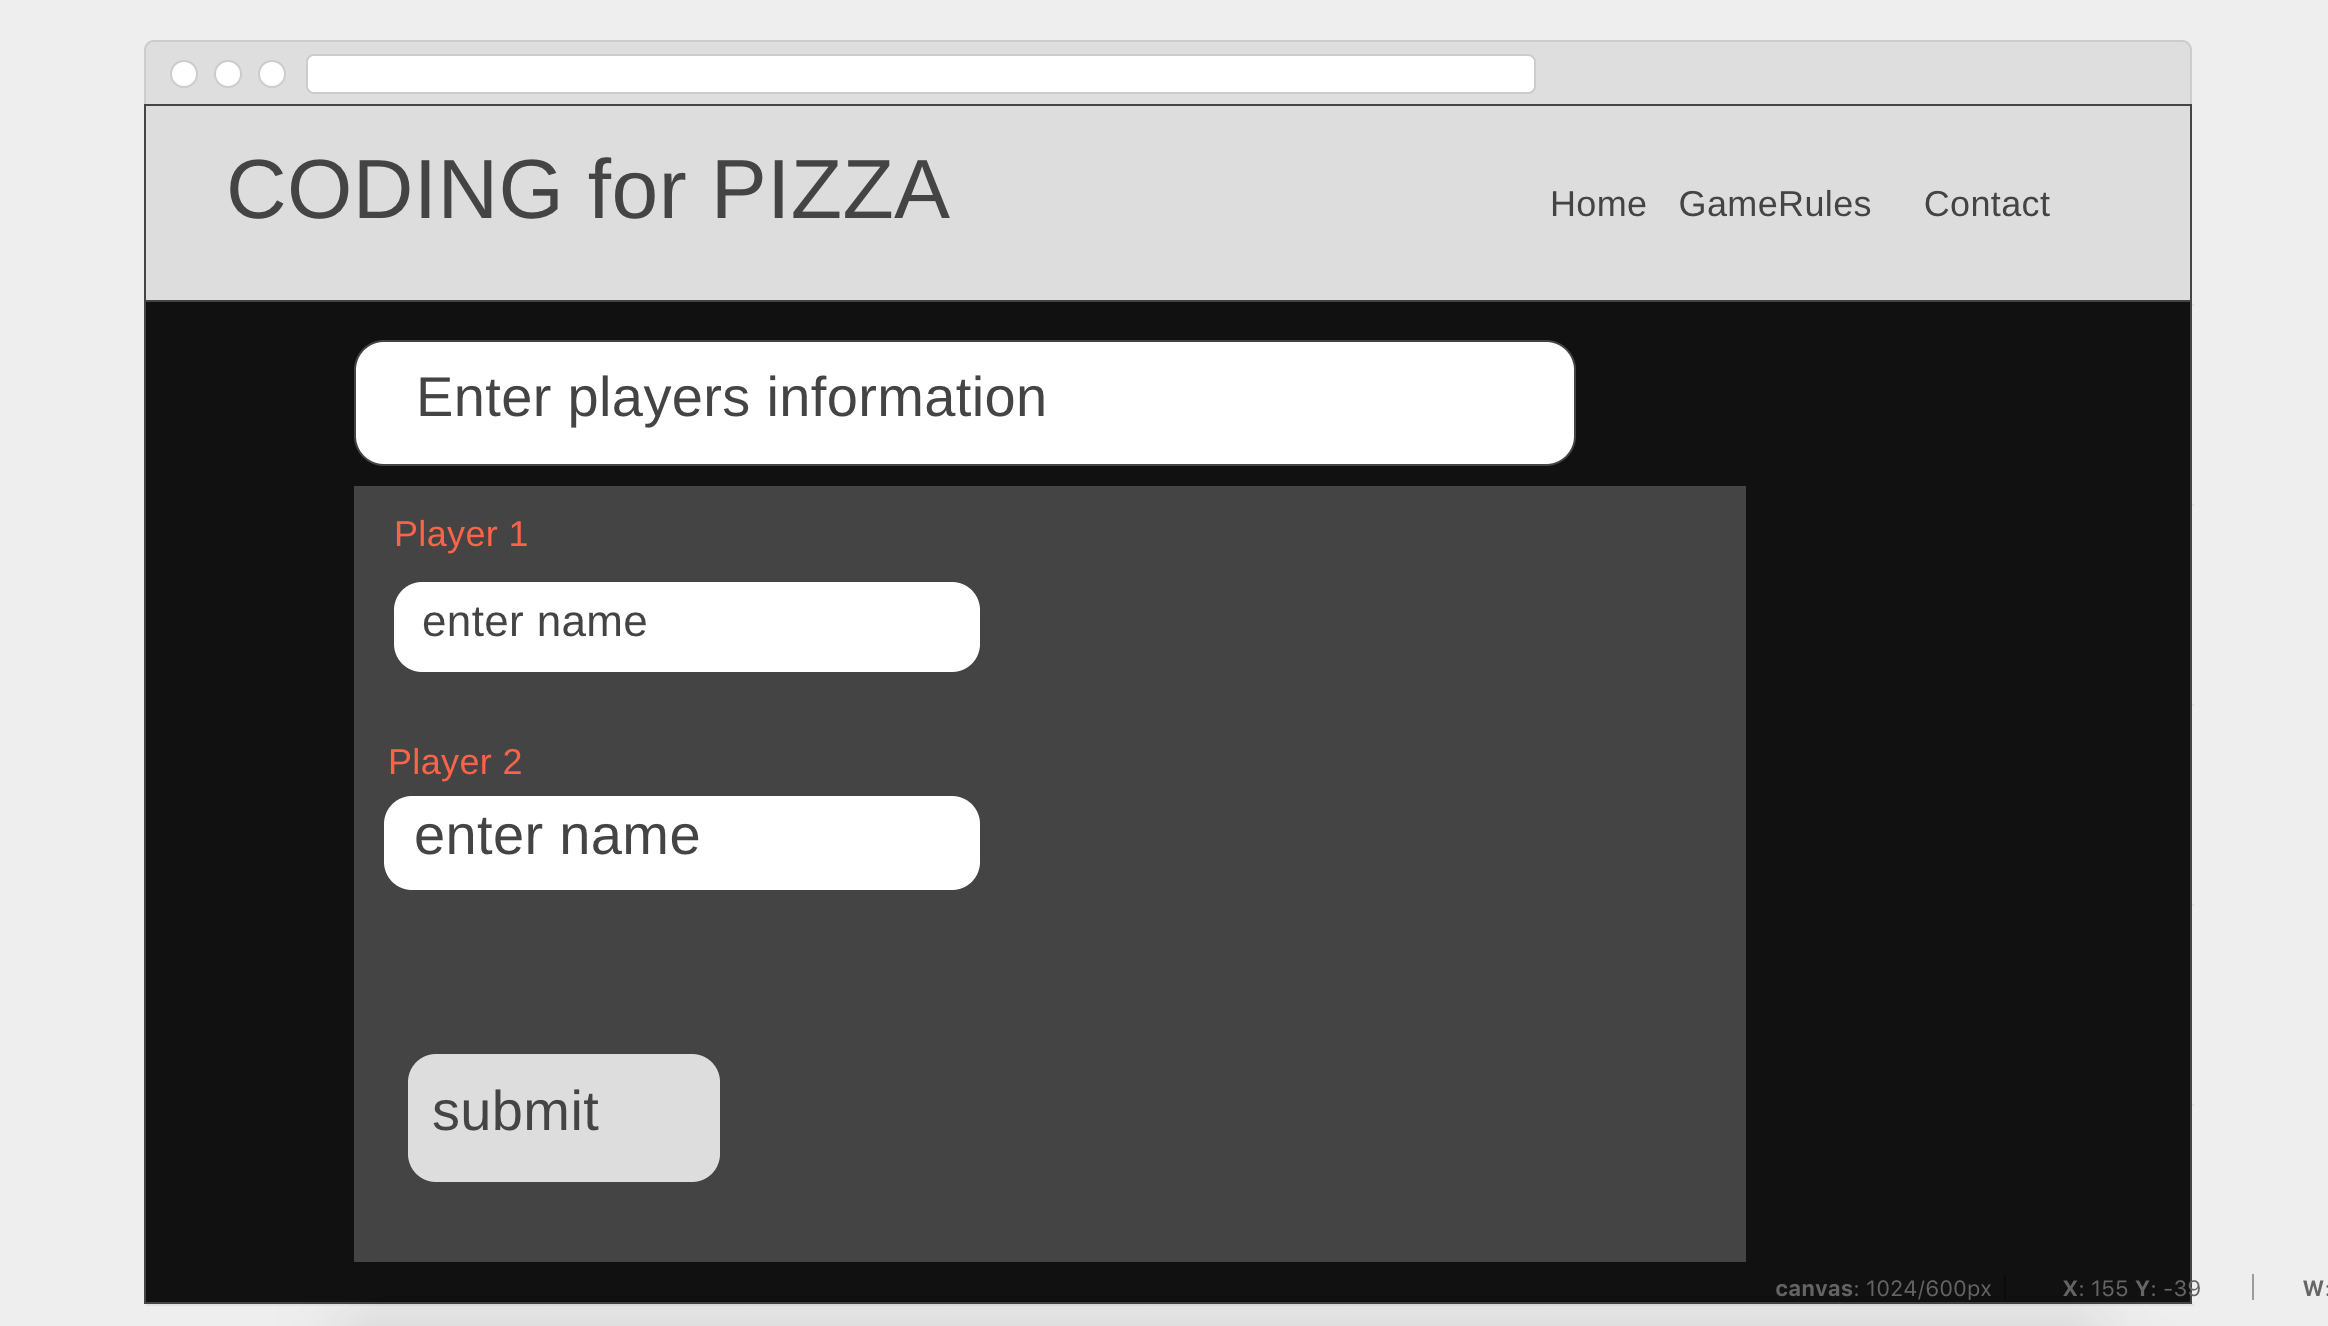 CODING for PIZZA
Home GameRules Contact
Enter players information
Player 1
enter name
Player 2
enter name
submit
canvas: 1024/600px X: 155 Y: -39 W: